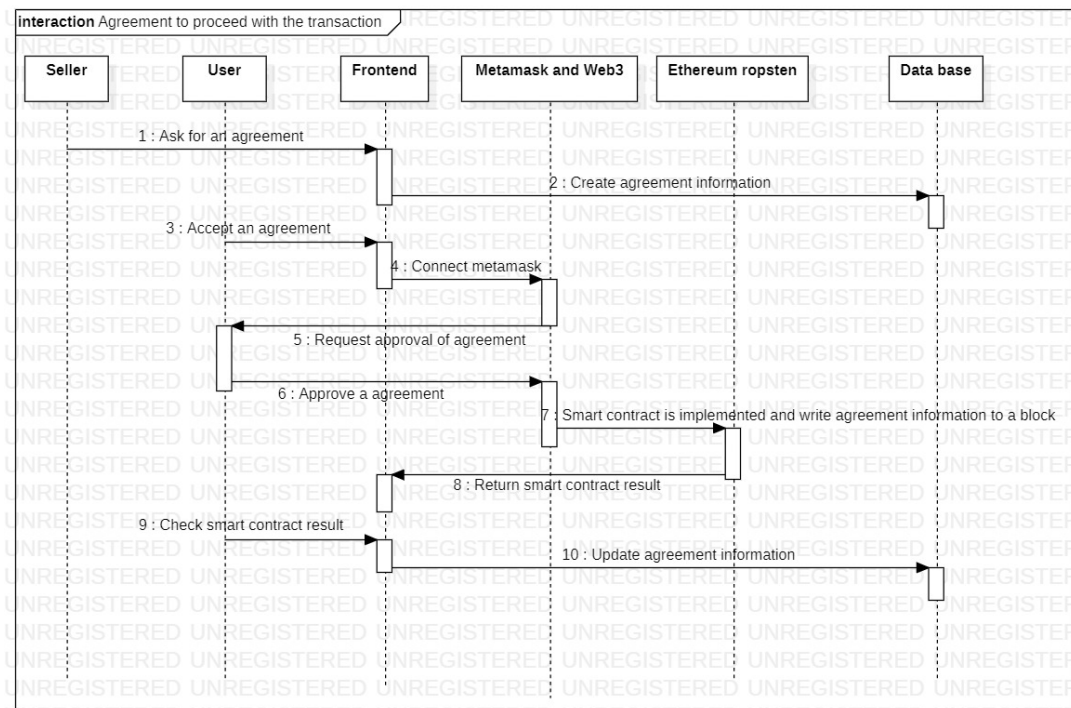 interaction Agreement to proceed with the transaction
Seller
User
Frontend
Metamask and Web3
Ethereum ropsten
Data base
1 : Ask for an agreement
2 : Create agreement information
3 : Accept an agreement
4 : Connect metamask
5 : Request approval of agreement
6 : Approve a agreement
7 : Smart contract is implemented and write agreement information to a block
8 : Return smart contract result
9 : Check smart contract result
10 : Update agreement information
UNREGISTERED